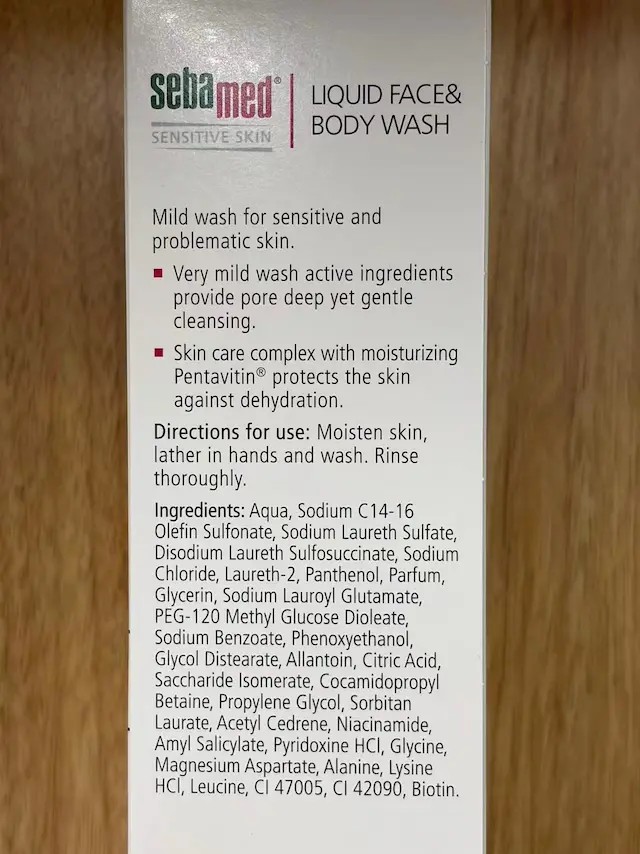 sebamed®
SENSITIVE SKIN
LIQUID FACE&
BODY WASH
Mild wash for sensitive and
problematic skin.
■ Very mild wash active ingredients
provide pore deep yet gentle
cleansing.
■ Skin care complex with moisturizing
Pentavitin® protects the skin
against dehydration.
Directions for use: Moisten skin,
lather in hands and wash. Rinse
thoroughly.
Ingredients: Aqua, Sodium C14-16
Olefin Sulfonate, Sodium Laureth Sulfate,
Disodium Laureth Sulfosuccinate, Sodium
Chloride, Laureth-2, Panthenol, Parfum,
Glycerin, Sodium Lauroyl Glutamate,
PEG-120 Methyl Glucose Dioleate,
Sodium Benzoate, Phenoxyethanol,
Glycol Distearate, Allantoin, Citric Acid,
Saccharide Isomerate, Cocamidopropyl
Betaine, Propylene Glycol, Sorbitan
Laurate, Acetyl Cedrene, Niacinamide,
Amyl Salicylate, Pyridoxine HCl, Glycine,
Magnesium Aspartate, Alanine, Lysine
HCl, Leucine, CI 47005, CI 42090, Biotin.